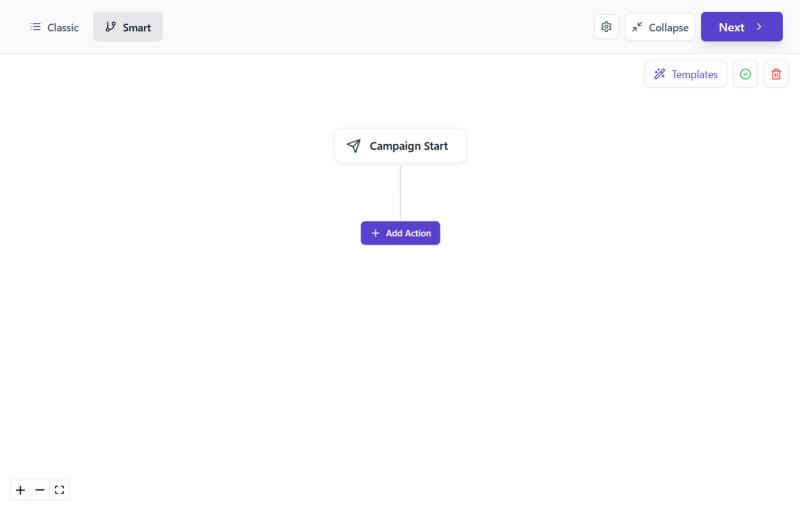 Classic
Smart
Collapse
Next
Templates
Campaign Start
Add Action